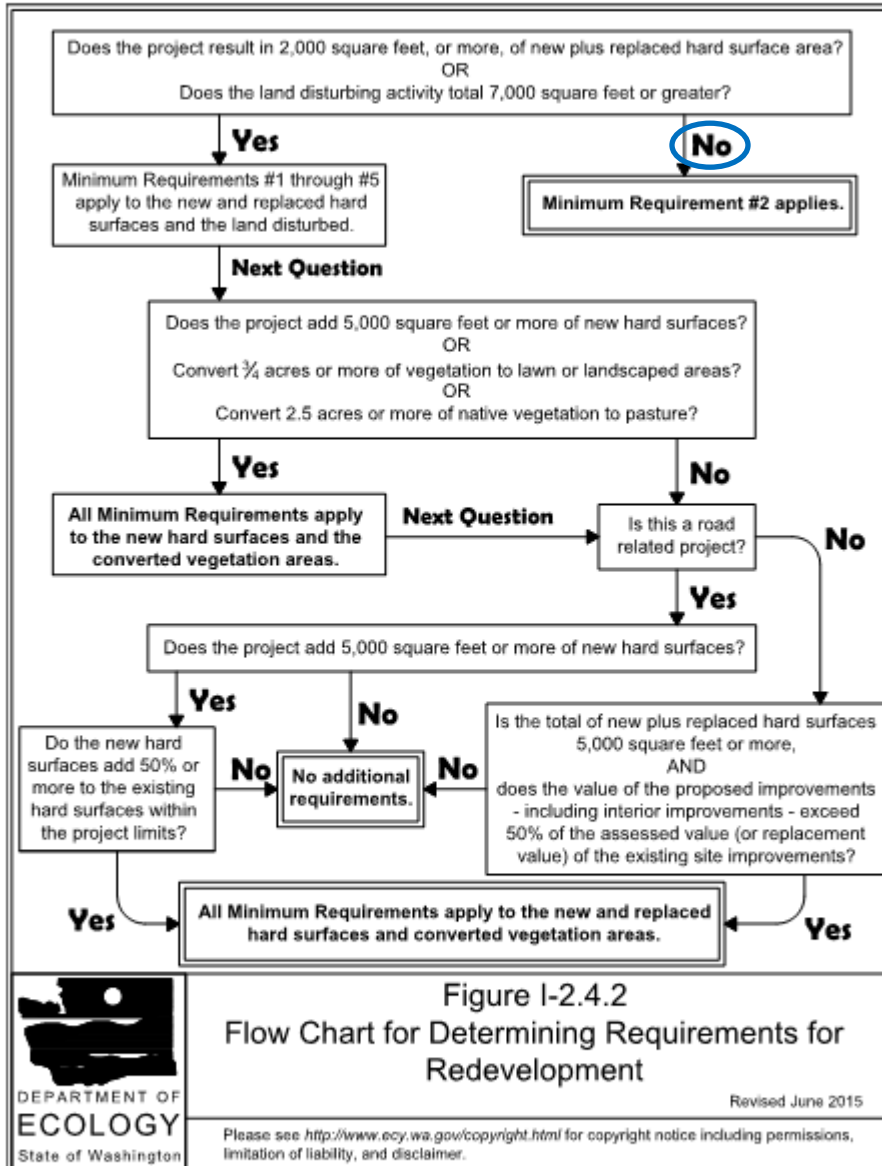 Does the project result in 2,000 square feet, or more, of new plus replaced hard surface area?
OR
Does the land disturbing activity total 7,000 square feet or greater?
Yes
No
Minimum Requirements #1 through #5
apply to the new and replaced hard
surfaces and the land disturbed.
Minimum Requirement #2 applies.
Next Question
Does the project add 5,000 square feet or more of new hard surfaces?
OR
Convert ¾ acres or more of vegetation to lawn or landscaped areas?
OR
Convert 2.5 acres or more of native vegetation to pasture?
Yes
No
All Minimum Requirements apply
to the new hard surfaces and the
converted vegetation areas.
Next Question
Is this a road
related project?
No
Yes
Does the project add 5,000 square feet or more of new hard surfaces?
Yes
No
Do the new hard
surfaces add 50% or
more to the existing
hard surfaces within
the project limits?
No
No additional
requirements.
No
Is the total of new plus replaced hard surfaces
5,000 square feet or more,
AND
does the value of the proposed improvements
- including interior improvements - exceed
50% of the assessed value (or replacement
value) of the existing site improvements?
Yes
All Minimum Requirements apply to the new and replaced
hard surfaces and converted vegetation areas.
Yes
DEPARTMENT OF
ECOLOGY
State of Washington
Figure I-2.4.2
Flow Chart for Determining Requirements for
Redevelopment
Revised June 2015
Please see http://www.ecy.wa.gov/copyright.html for copyright notice including permissions,
limitation of liability, and disclaimer.